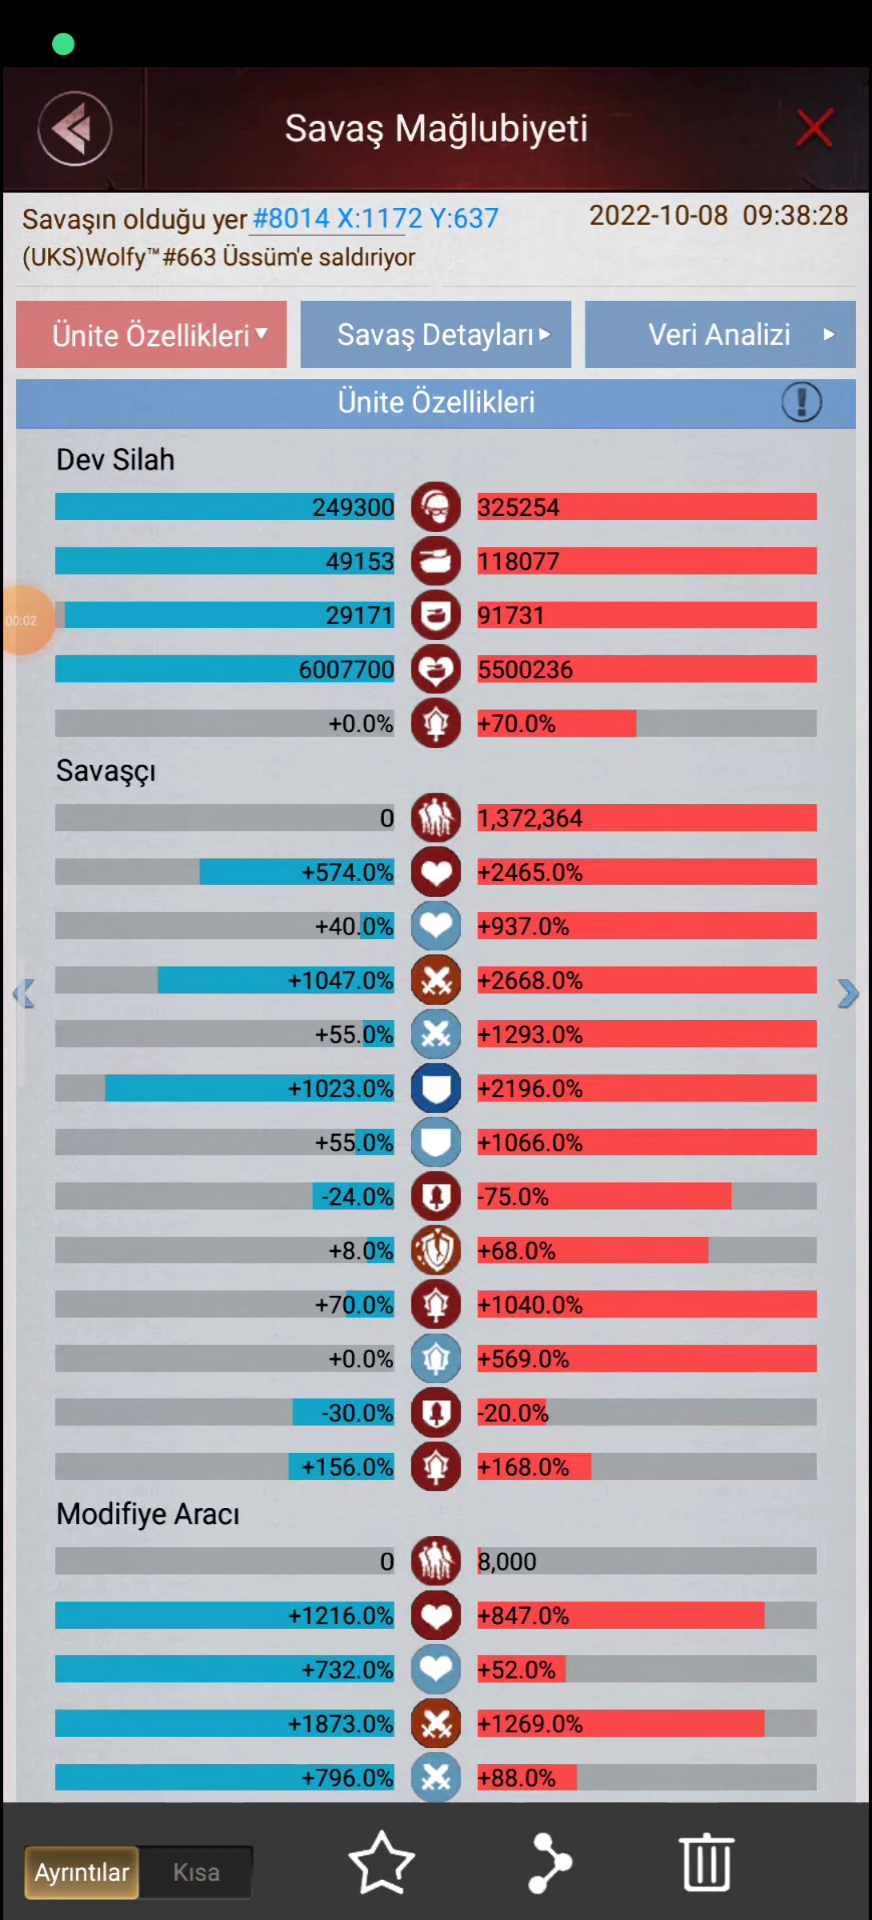 Savaş Mağlubiyeti
Savaşın olduğu yer #8014 X:1172 Y:637
2022-10-08 09:38:28
(UKS)Wolfy™#663 Üssüm'e saldırıyor
Ünite Özellikleri
Savaş Detayları
Veri Analizi
Ünite Özellikleri
Dev Silah
249300 325254
49153 118077
00:02
29171 91731
6007700 5500236
+0.0% +70.0%
Savaşçı
0 1,372,364
+574.0% +2465.0%
+40.0% +937.0%
+1047.0% +2668.0%
+55.0% +1293.0%
+1023.0% +2196.0%
+55.0% +1066.0%
-24.0% -75.0%
+8.0% +68.0%
+70.0% +1040.0%
+0.0% +569.0%
-30.0% -20.0%
+156.0% +168.0%
Modifiye Aracı
0 8,000
+1216.0% +847.0%
+732.0% +52.0%
+1873.0% +1269.0%
+796.0% +88.0%
Ayrıntılar Kısa